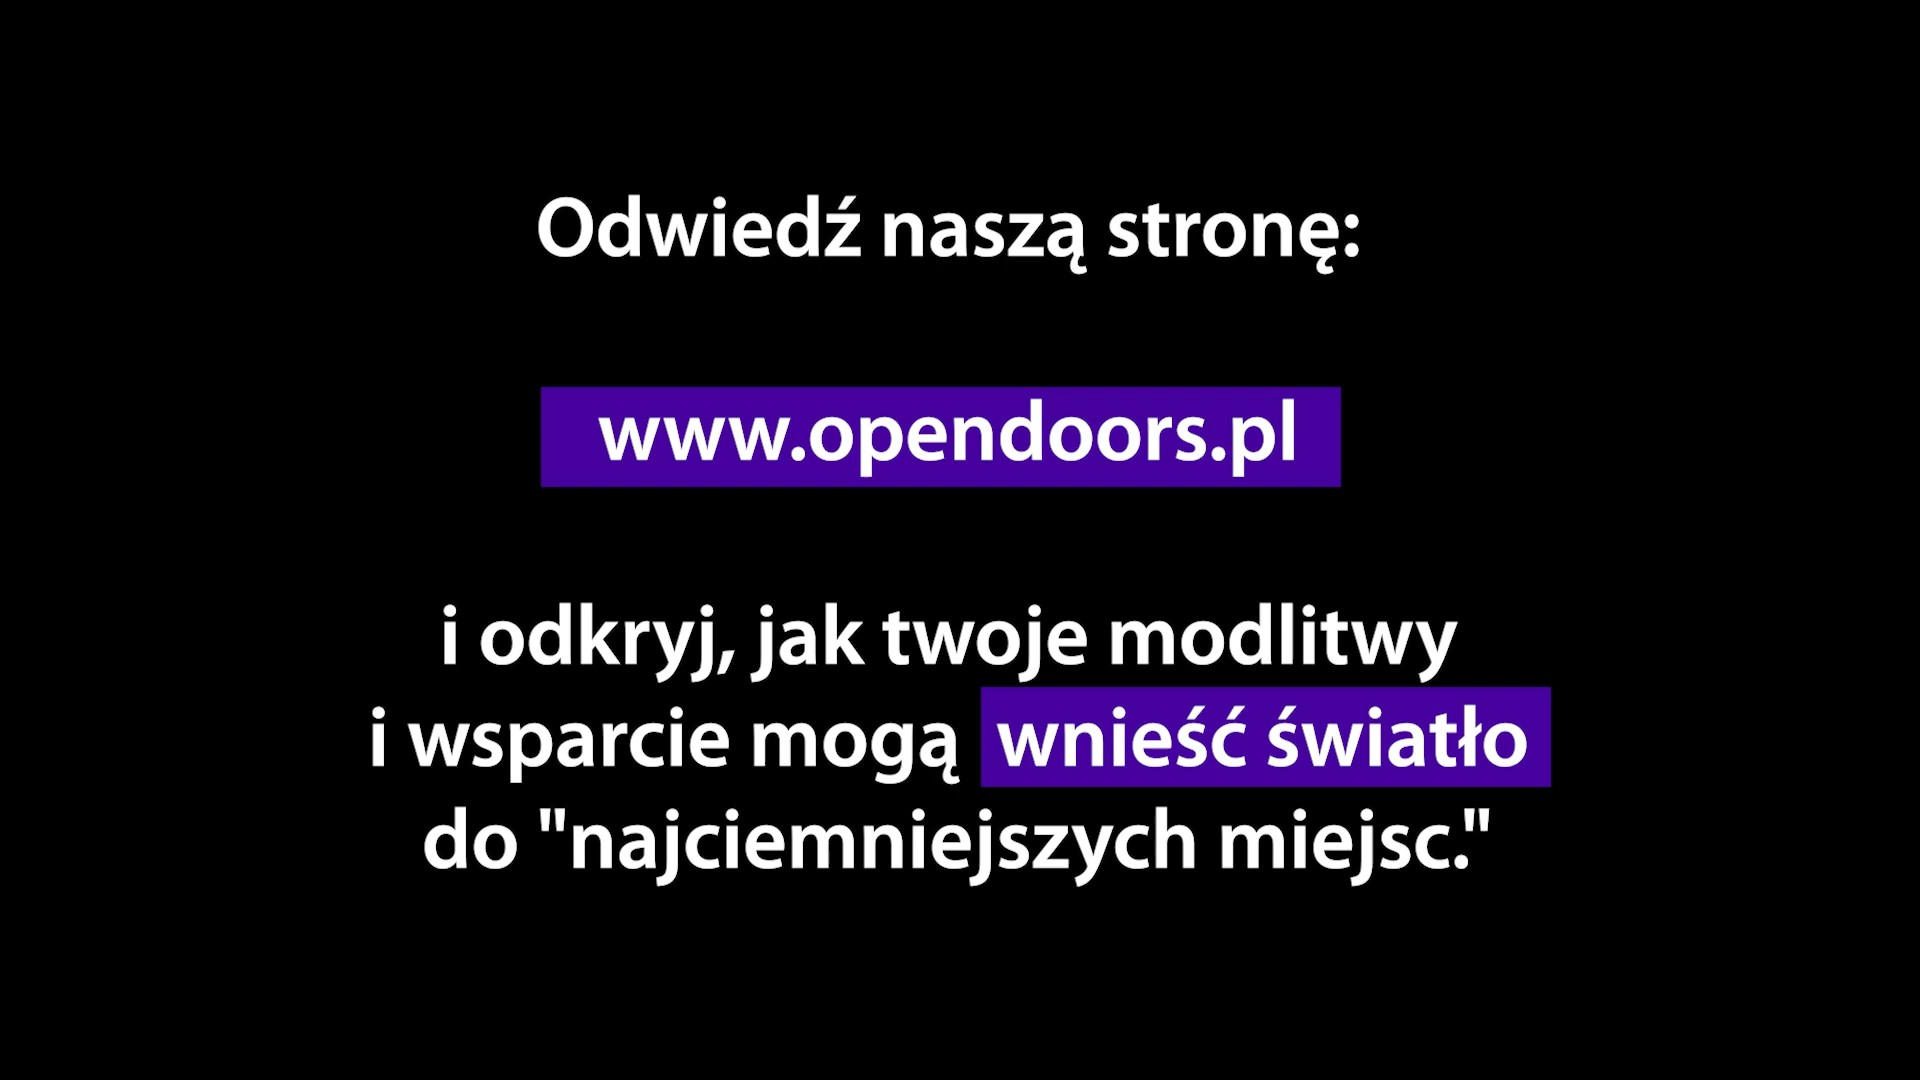 Odwiedź naszą stronę:
www.opendoors.pl
i odkryj, jak twoje modlitwy
i wsparcie mogą wnieść światło
do "najciemniejszych miejsc."